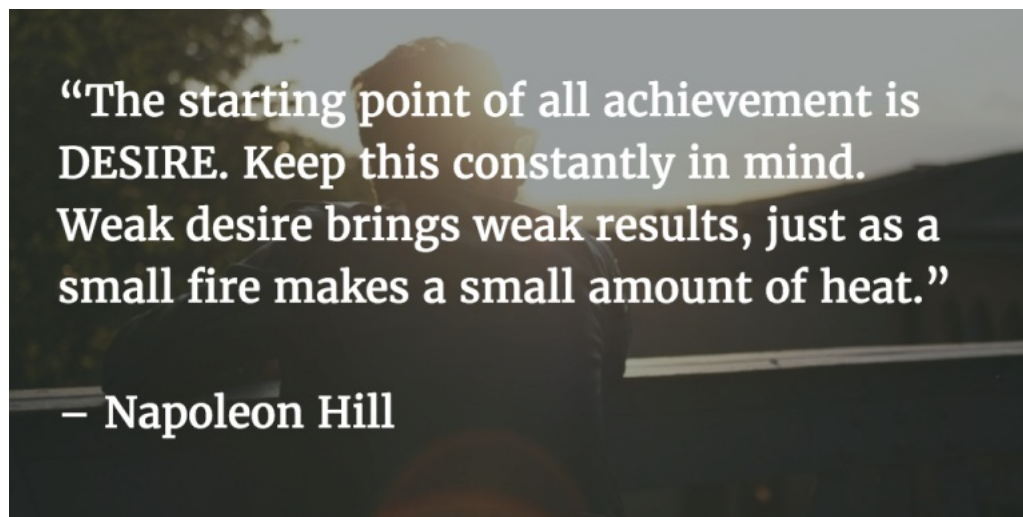 “The starting point of all achievement is
DESIRE. Keep this constantly in mind.
Weak desire brings weak results, just as a
small fire makes a small amount of heat.”
– Napoleon Hill